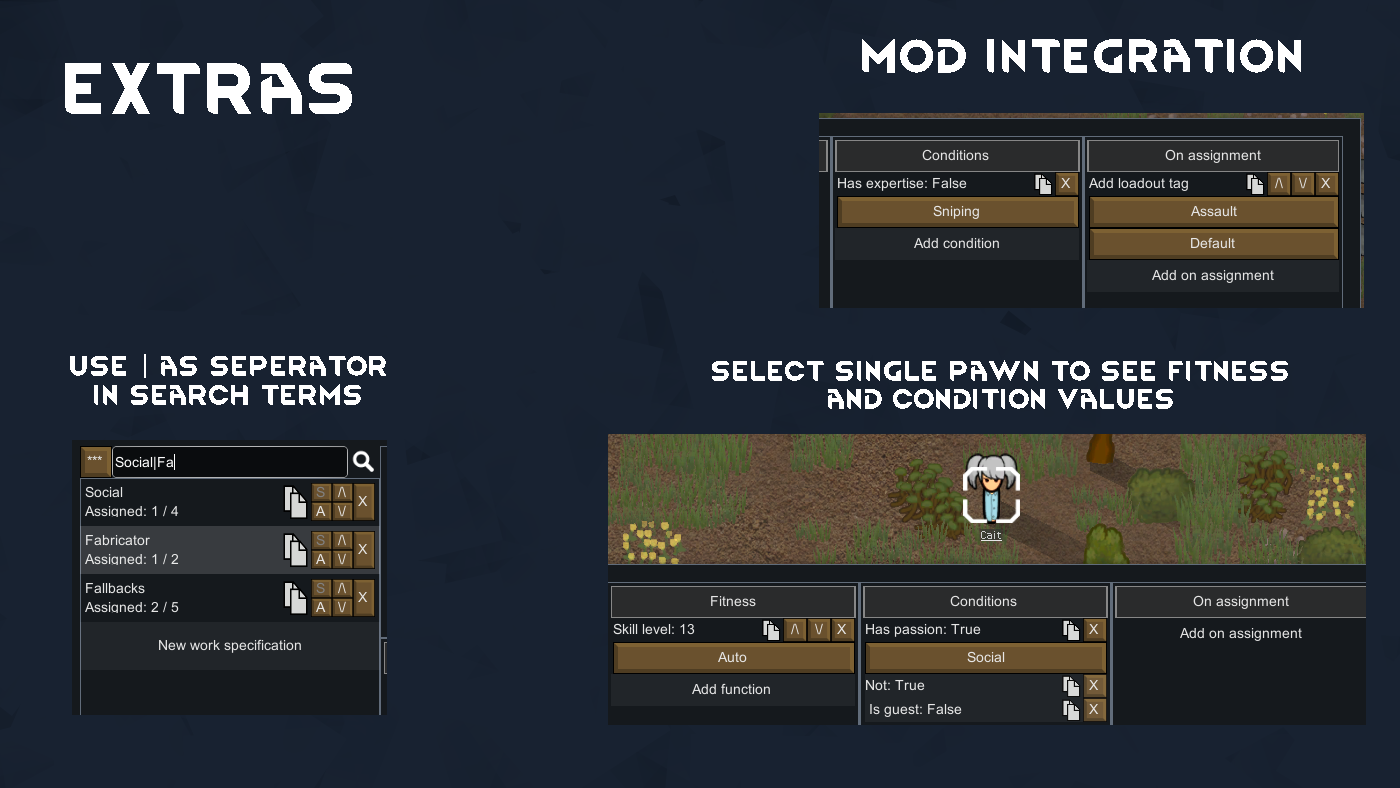 EXTRAS
MOD INTEGRATION
Conditions
Has expertise: False
X
Sniping
Add condition
On assignment
Add loadout tag
Λ V X
Assault
Default
Add on assignment
USE | AS SEPERATOR
IN SEARCH TERMS
*** Social|Fa
Social
S Λ X
Assigned: 1 / 4
A V
Fabricator
S Λ X
Assigned: 1 / 2
A V
Fallbacks
S Λ X
Assigned: 2 / 5
A V
New work specification
SELECT SINGLE PAWN TO SEE FITNESS
AND CONDITION VALUES
Cait
Fitness
Skill level: 13
Λ V X
Auto
Add function
Conditions
Has passion: True
X
Social
Not: True
X
Is guest: False
X
On assignment
Add on assignment